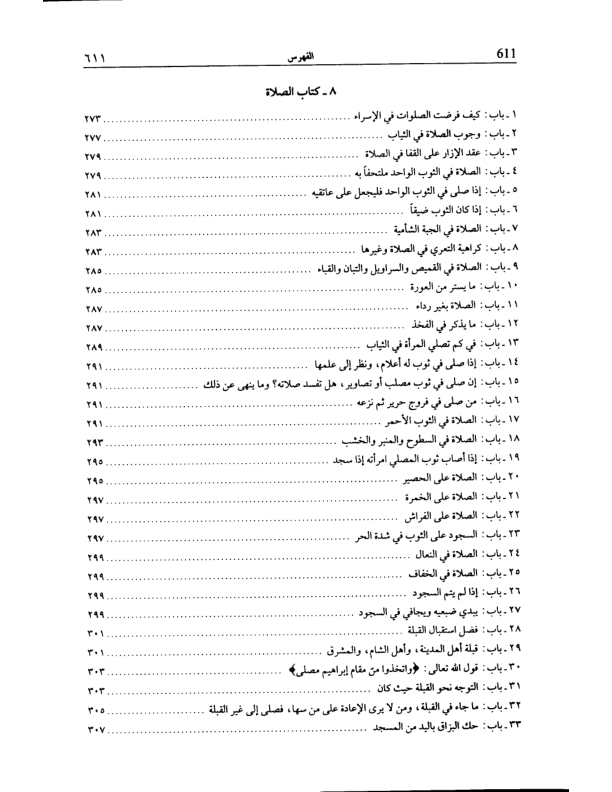 611 الفهرس ٦١١
٨ ـ كتاب الصلاة
١ ـ باب: كيف فرضت الصلوات في الإسراء ........ ٢٧٣
٢ ـ باب: وجوب الصلاة في الثياب ........ ٢٧٧
٣ ـ باب: عقد الإزار على القفا في الصلاة ........ ٢٧٩
٤ ـ باب: الصلاة في الثوب الواحد ملتحفاً به ........ ٢٧٩
٥ ـ باب: إذا صلى في الثوب الواحد فليجعل على عاتقيه ........ ٢٨١
٦ ـ باب: إذا كان الثوب ضيقاً ........ ٢٨١
٧ ـ باب: الصلاة في الجبة الشأمية ........ ٢٨٣
٨ ـ باب: كراهية التعري في الصلاة وغيرها ........ ٢٨٣
٩ ـ باب: الصلاة في القميص والسراويل والتبان والقباء ........ ٢٨٥
١٠ ـ باب: ما يستر من العورة ........ ٢٨٥
١١ ـ باب: الصلاة بغير رداء ........ ٢٨٧
١٢ ـ باب: ما يذكر في الفخذ ........ ٢٨٧
١٣ ـ باب: في كم تصلي المرأة في الثياب ........ ٢٨٩
١٤ ـ باب: إذا صلى في ثوب له أعلام، ونظر إلى علمها ........ ٢٩١
١٥ ـ باب: إن صلى في ثوب مصلب أو تصاوير، هل تفسد صلاته؟ وما ينهى عن ذلك ........ ٢٩١
١٦ ـ باب: من صلى في فروج حرير ثم نزعه ........ ٢٩١
١٧ ـ باب: الصلاة في الثوب الأحمر ........ ٢٩١
١٨ ـ باب: الصلاة في السطوح والمنبر والخشب ........ ٢٩٣
١٩ ـ باب: إذا أصاب ثوب المصلي امرأته إذا سجد ........ ٢٩٥
٢٠ ـ باب: الصلاة على الحصير ........ ٢٩٥
٢١ ـ باب: الصلاة على الخمرة ........ ٢٩٧
٢٢ ـ باب: الصلاة على الفراش ........ ٢٩٧
٢٣ ـ باب: السجود على الثوب في شدة الحر ........ ٢٩٧
٢٤ ـ باب: الصلاة في النعال ........ ٢٩٩
٢٥ ـ باب: الصلاة في الخفاف ........ ٢٩٩
٢٦ ـ باب: إذا لم يتم السجود ........ ٢٩٩
٢٧ ـ باب: يبدي ضبعيه ويجافي في السجود ........ ٢٩٩
٢٨ ـ باب: فضل استقبال القبلة ........ ٣٠١
٢٩ ـ باب: قبلة أهل المدينة، وأهل الشام، والمشرق ........ ٣٠١
٣٠ ـ باب: قول الله تعالى: ﴿واتخذوا من مقام إبراهيم مصلى﴾ ........ ٣٠٣
٣١ ـ باب: التوجه نحو القبلة حيث كان ........ ٣٠٣
٣٢ ـ باب: ما جاء في القبلة، ومن لا يرى الإعادة على من سها، فصلى إلى غير القبلة ........ ٣٠٥
٣٣ ـ باب: حك البزاق باليد من المسجد ........ ٣٠٧